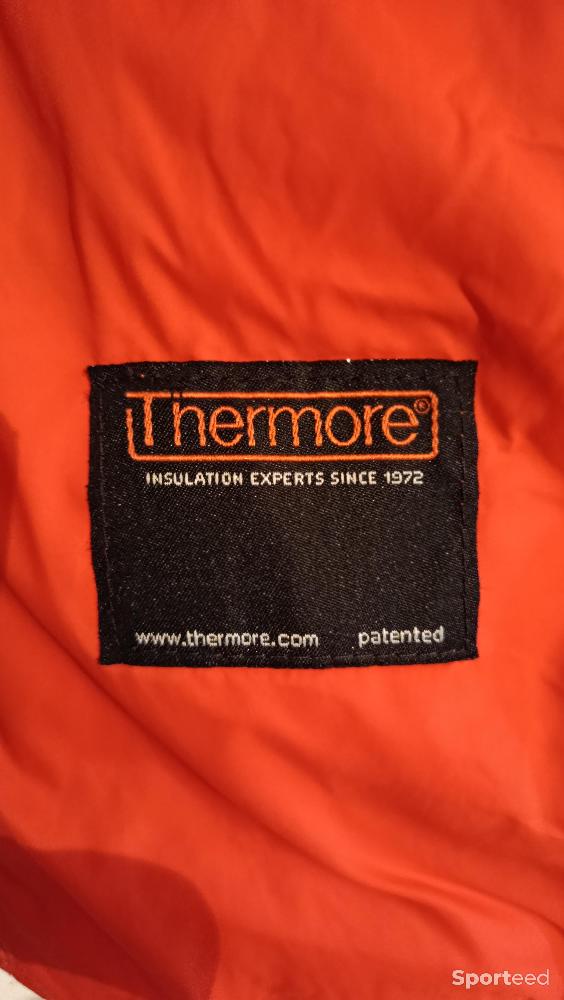 Thermore®
INSULATION EXPERTS SINCE 1972
www.thermore.com patented
Sporteed